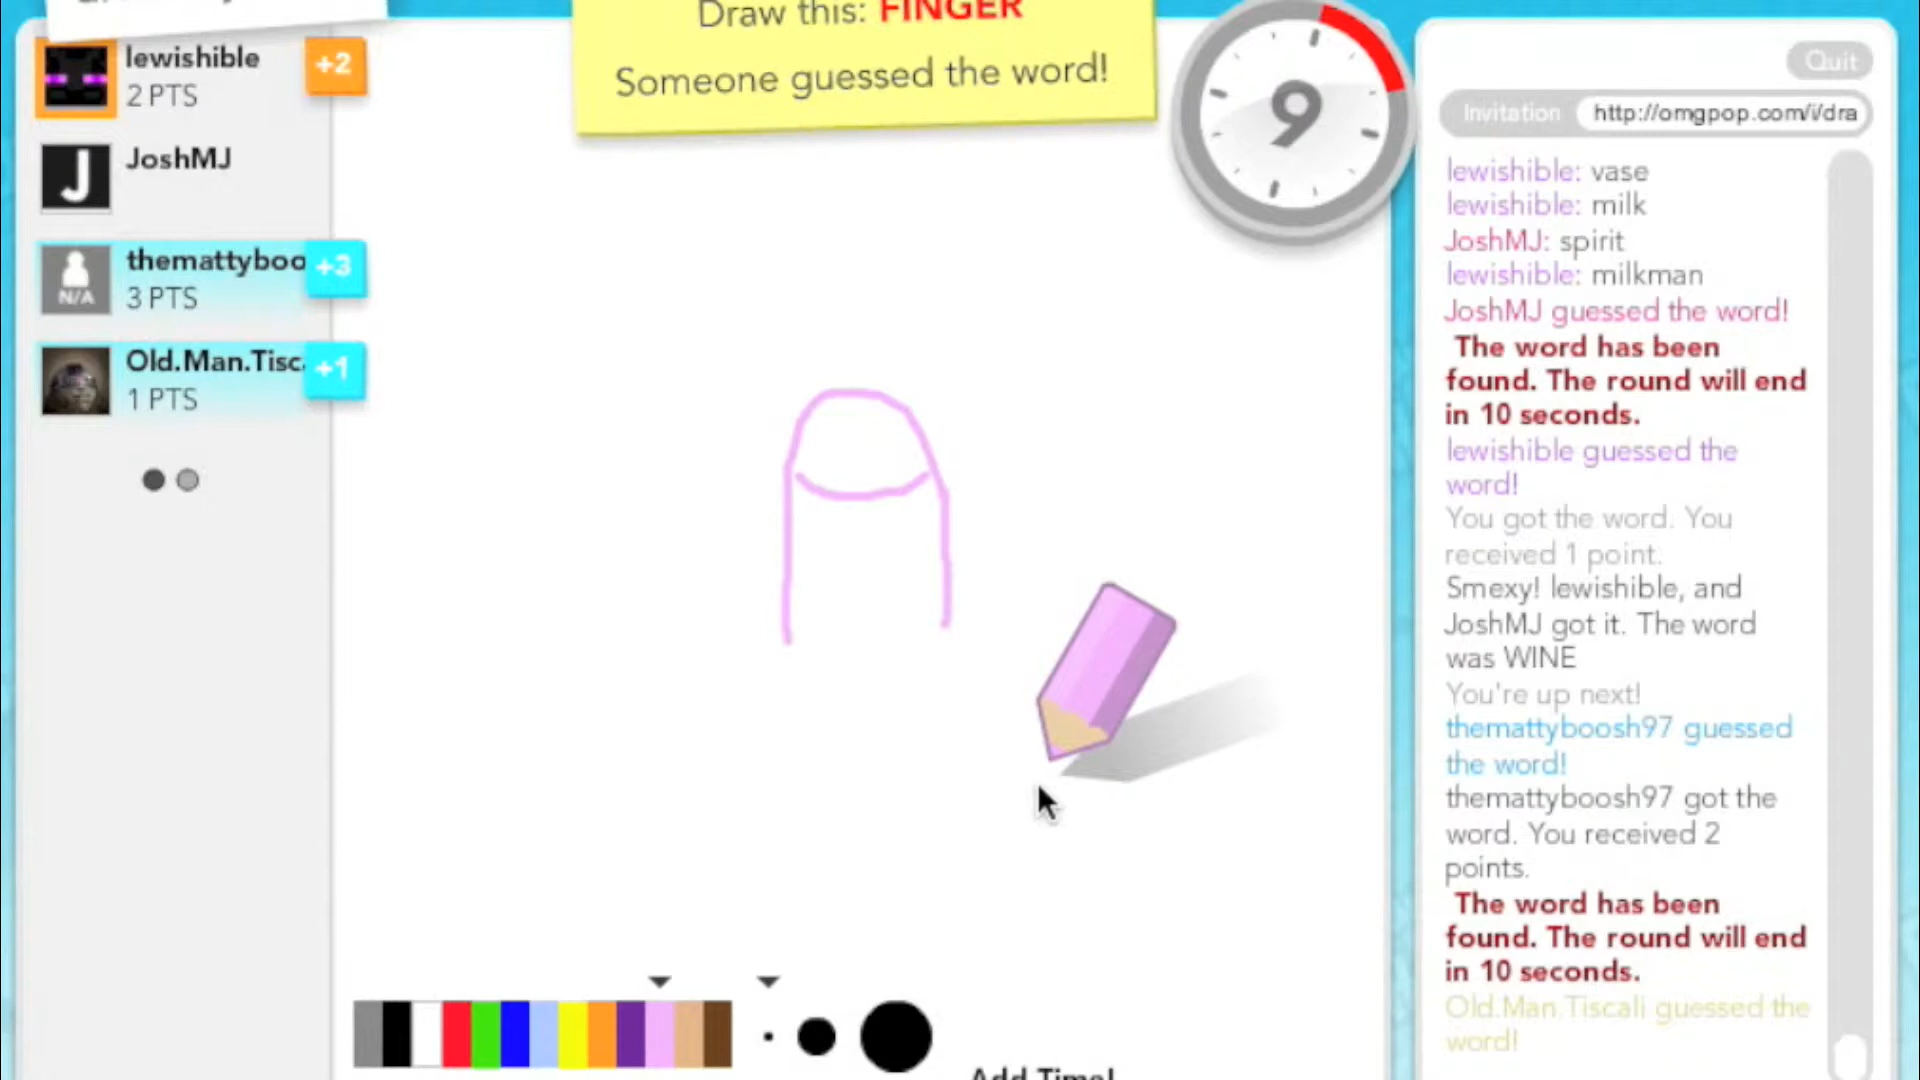 Draw this: FINGER
Someone guessed the word!
lewishible
2 PTS
+2
JoshMJ
themattyboo
3 PTS
+3
N/A
Old.Man.Tisc
1 PTS
+1
9
Quit
Invitation http://omgpop.com/i/dra
lewishible: vase
lewishible: milk
JoshMJ: spirit
lewishible: milkman
JoshMJ guessed the word!
The word has been
found. The round will end
in 10 seconds.
lewishible guessed the
word!
You got the word. You
received 1 point.
Smexy! lewishible, and
JoshMJ got it. The word
was WINE
You're up next!
themattyboosh97 guessed
the word!
themattyboosh97 got the
word. You received 2
points.
The word has been
found. The round will end
in 10 seconds.
Old.Man.Tiscali guessed the
word!
Add Time!